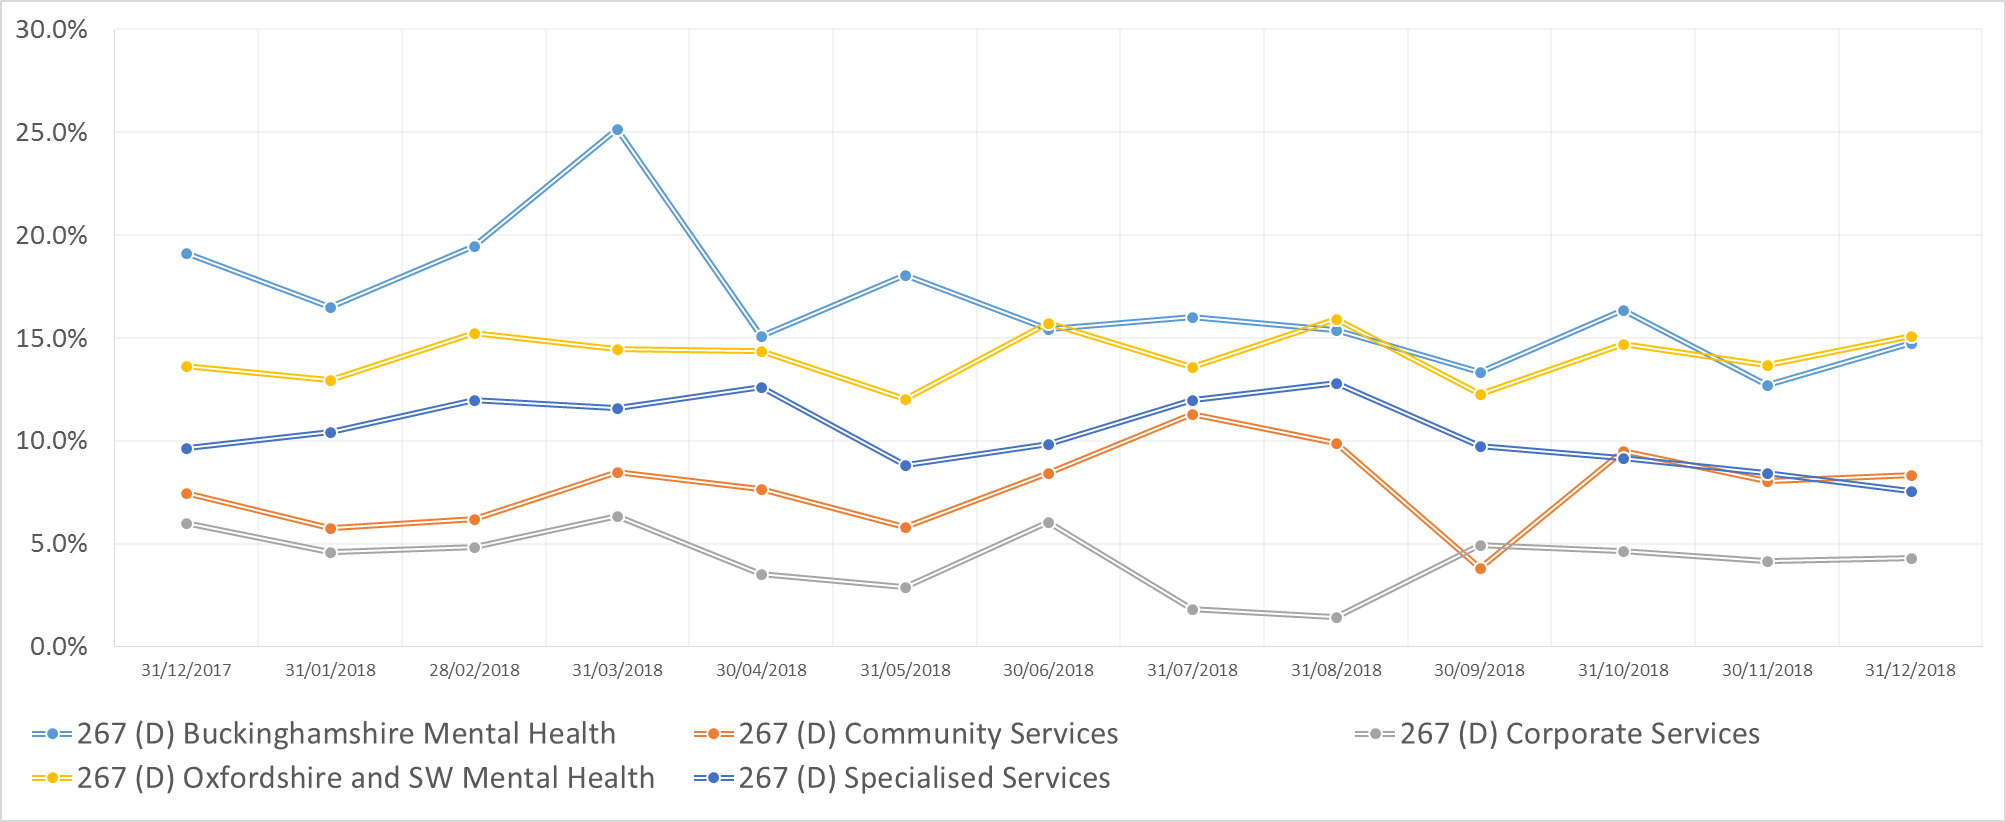 30.0%
25.0%
20.0%
15.0%
10.0%
5.0%
0.0%
31/12/2017 31/01/2018 28/02/2018 31/03/2018 30/04/2018 31/05/2018 30/06/2018 31/07/2018 31/08/2018 30/09/2018 31/10/2018 30/11/2018 31/12/2018
267 (D) Buckinghamshire Mental Health 267 (D) Community Services 267 (D) Corporate Services
267 (D) Oxfordshire and SW Mental Health 267 (D) Specialised Services